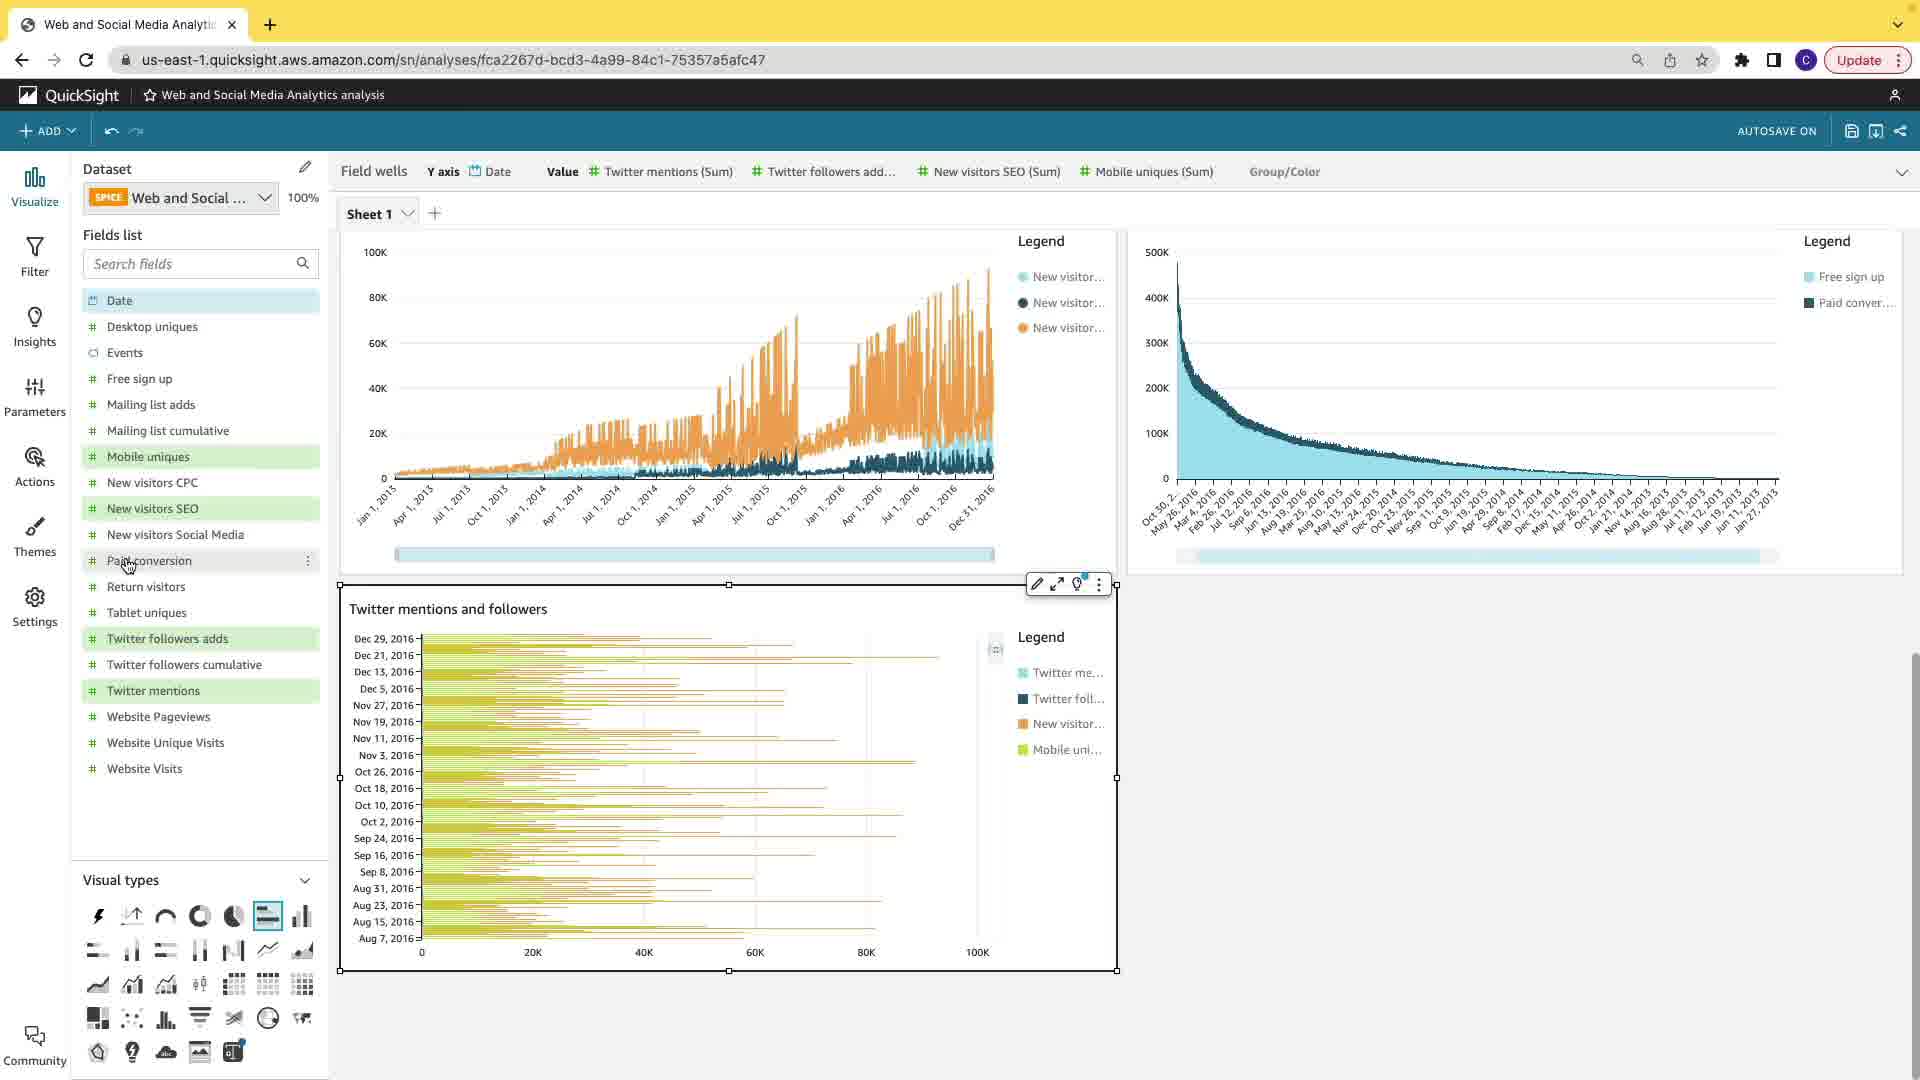 Web and Social Media Analytic
us-east-1.quicksight.aws.amazon.com/sn/analyses/fca2267d-bcd3-4a99-84c1-75357a5afc47
C
Update
QuickSight
Web and Social Media Analytics analysis
ADD
AUTOSAVE ON
Visualize
Filter
Insights
Parameters
Actions
Themes
Settings
Community
Dataset
SPICE Web and Social ... 100%
Fields list
Search fields
Date
Desktop uniques
Events
Free sign up
Mailing list adds
Mailing list cumulative
Mobile uniques
New visitors CPC
New visitors SEO
New visitors Social Media
Paid conversion
Return visitors
Tablet uniques
Twitter followers adds
Twitter followers cumulative
Twitter mentions
Website Pageviews
Website Unique Visits
Website Visits
Visual types
Field wells Y axis Date Value Twitter mentions (Sum) Twitter followers add... New visitors SEO (Sum) Mobile uniques (Sum) Group/Color
Sheet 1
100K
80K
60K
40K
20K
0
Jan 1, 2013
Apr 1, 2013
Jul 1, 2013
Oct 1, 2013
Jan 1, 2014
Apr 1, 2014
Jul 1, 2014
Oct 1, 2014
Jan 1, 2015
Apr 1, 2015
Jul 1, 2015
Oct 1, 2015
Jan 1, 2016
Apr 1, 2016
Jul 1, 2016
Oct 1, 2016
Dec 31, 2016
Legend
New visitor...
New visitor...
New visitor...
500K
400K
300K
200K
100K
0
Oct 30, 2...
May 26, 2016
Mar 4, 2016
Feb 26, 2016
Jul 12, 2016
Sep 6, 2016
Jun 13, 2016
Aug 19, 2016
Mar 15, 2016
Aug 10, 2015
May 13, 2016
Nov 24, 2015
Dec 20, 2014
Oct 23, 2015
Nov 26, 2015
Sep 11, 2015
Oct 9, 2015
Jun 19, 2015
Apr 29, 2014
Sep 8, 2014
Feb 17, 2014
Dec 15, 2014
May 11, 2015
Apr 26, 2014
Oct 2, 2014
Jan 21, 2014
Nov 14, 2013
Aug 16, 2013
Aug 28, 2013
Jul 11, 2013
Feb 12, 2013
Jun 19, 2013
Jun 11, 2013
Jan 27, 2013
Legend
Free sign up
Paid conver...
Twitter mentions and followers
Dec 29, 2016
Dec 21, 2016
Dec 13, 2016
Dec 5, 2016
Nov 27, 2016
Nov 19, 2016
Nov 11, 2016
Nov 3, 2016
Oct 26, 2016
Oct 18, 2016
Oct 10, 2016
Oct 2, 2016
Sep 24, 2016
Sep 16, 2016
Sep 8, 2016
Aug 31, 2016
Aug 23, 2016
Aug 15, 2016
Aug 7, 2016
0 20K 40K 60K 80K 100K
Legend
Twitter me...
Twitter foll...
New visitor...
Mobile uni...